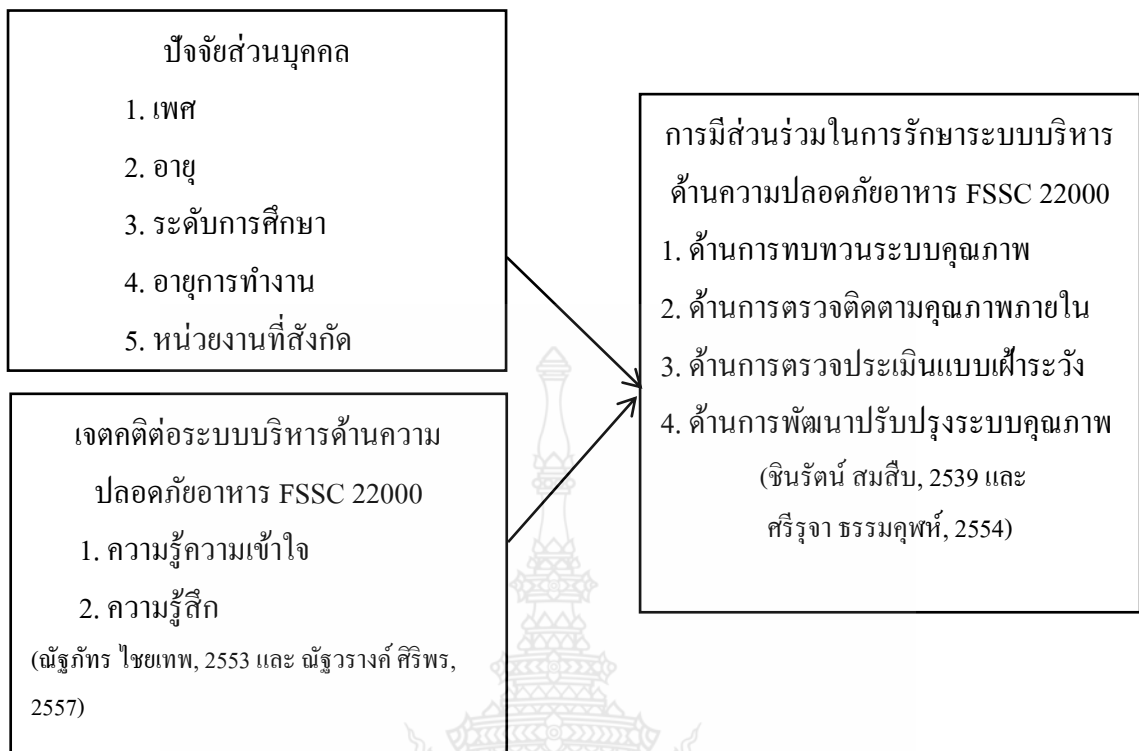 ปัจจัยส่วนบุคคล
1. เพศ
2. อายุ
3. ระดับการศึกษา
4. อายุการทำงาน
5. หน่วยงานที่สังกัด
เจตคติต่อระบบบริหารด้านความ
ปลอดภัยอาหาร FSSC 22000
1. ความรู้ความเข้าใจ
2. ความรู้สึก
(ณัฐภัทร ไชยเทพ, 2553 และ ณัฐวรางค์ ศิริพร,
2557)
การมีส่วนร่วมในการรักษาระบบบริหาร
ด้านความปลอดภัยอาหาร FSSC 22000
1. ด้านการทบทวนระบบคุณภาพ
2. ด้านการตรวจติดตามคุณภาพภายใน
3. ด้านการตรวจประเมินแบบเฝ้าระวัง
4. ด้านการพัฒนาปรับปรุงระบบคุณภาพ
(ชินรัตน์ สมสืบ, 2539 และ
ศรีรุจา ธรรมคุฬห์, 2554)